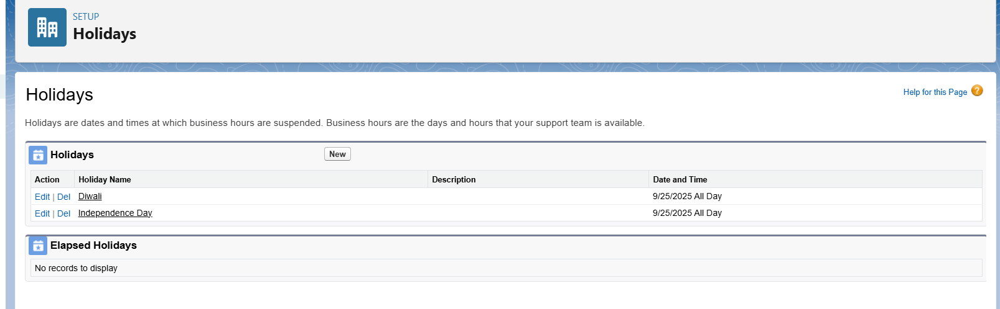 SETUP
Holidays
Holidays
Help for this Page ?
Holidays are dates and times at which business hours are suspended. Business hours are the days and hours that your support team is available.
Holidays New
Action Holiday Name Description Date and Time
Edit | Del Diwali 9/25/2025 All Day
Edit | Del Independence Day 9/25/2025 All Day
Elapsed Holidays
No records to display